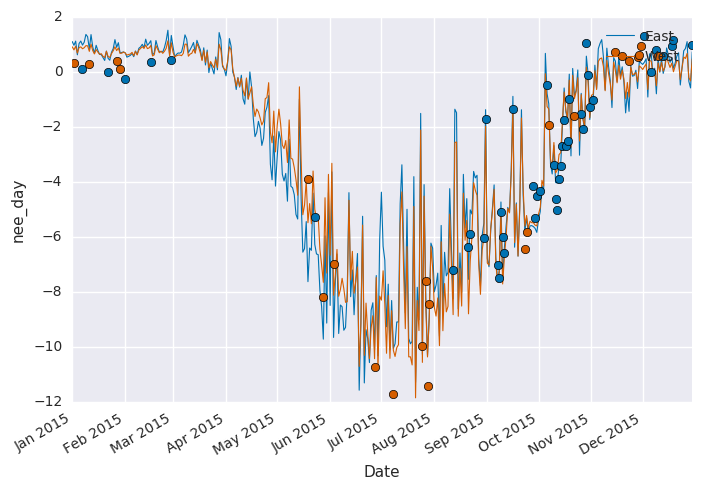 2
0
−2
−4
−6
−8
−10
−12
nee_day
East
West
Jan 2015
Feb 2015
Mar 2015
Apr 2015
May 2015
Jun 2015
Jul 2015
Aug 2015
Sep 2015
Oct 2015
Nov 2015
Dec 2015
Date